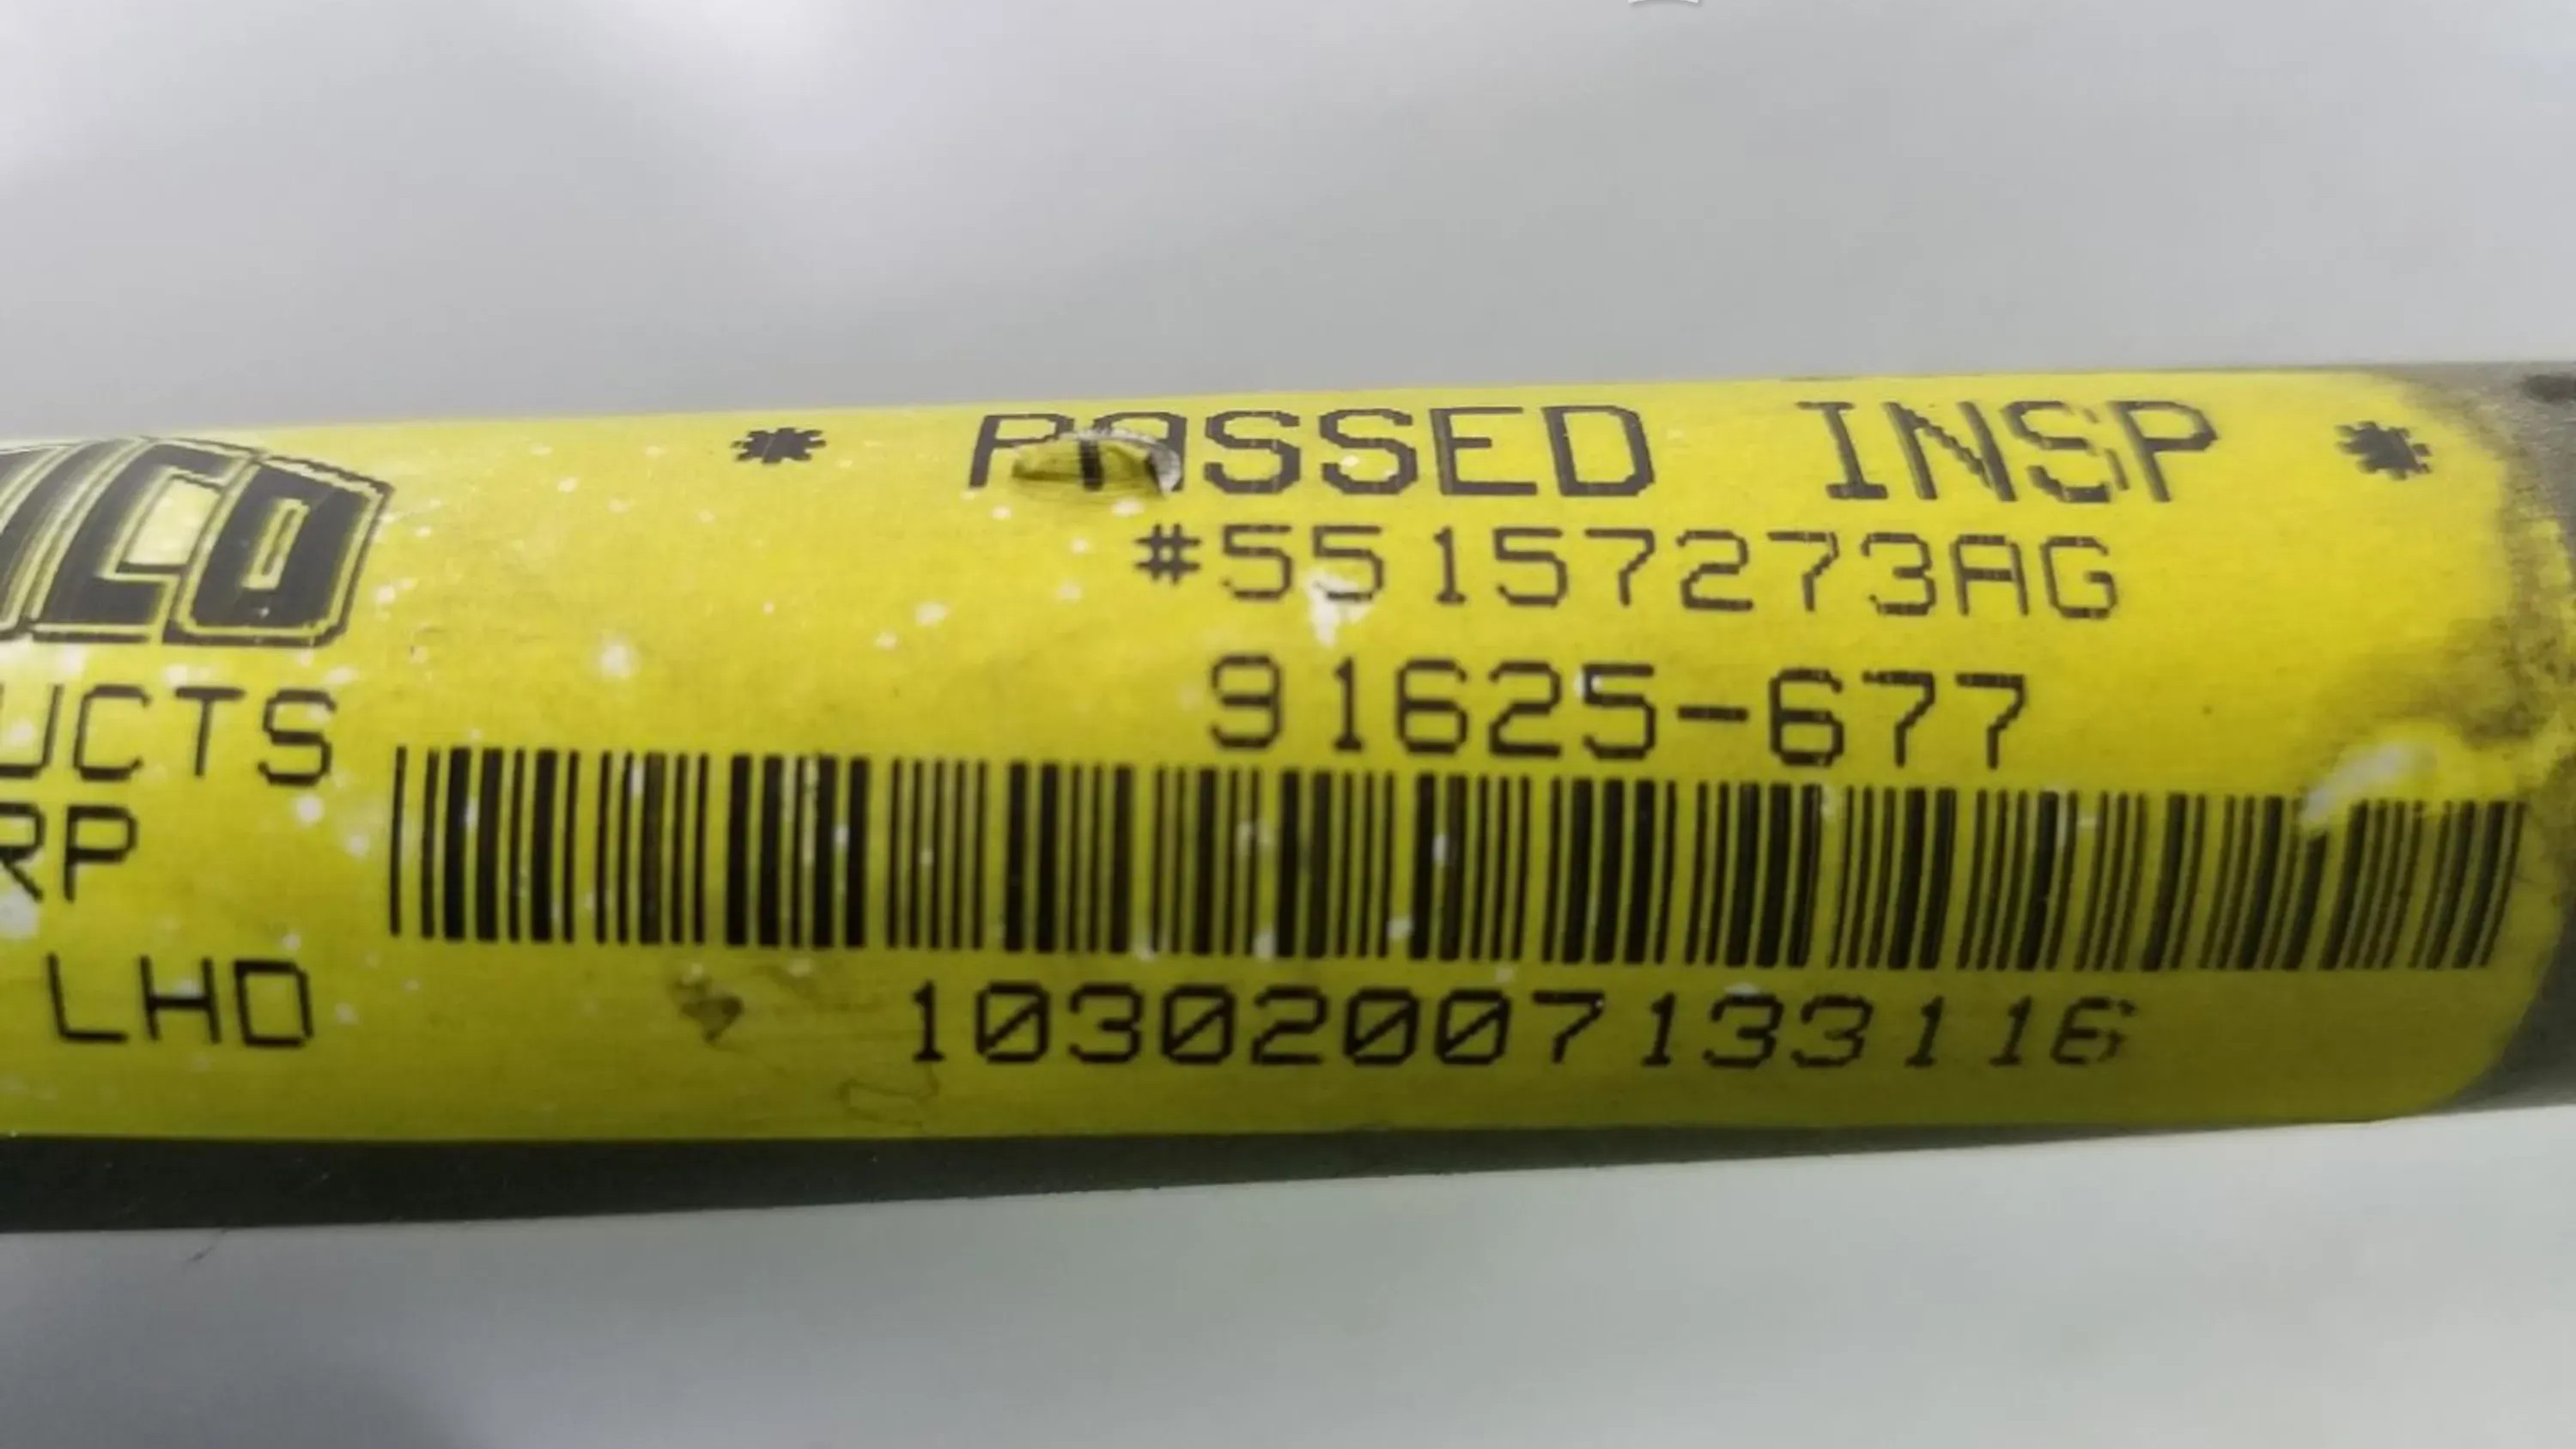 * PASSED INSP *
#55157273AG
91625-677
UCTS
RP
LHD
10302007133116